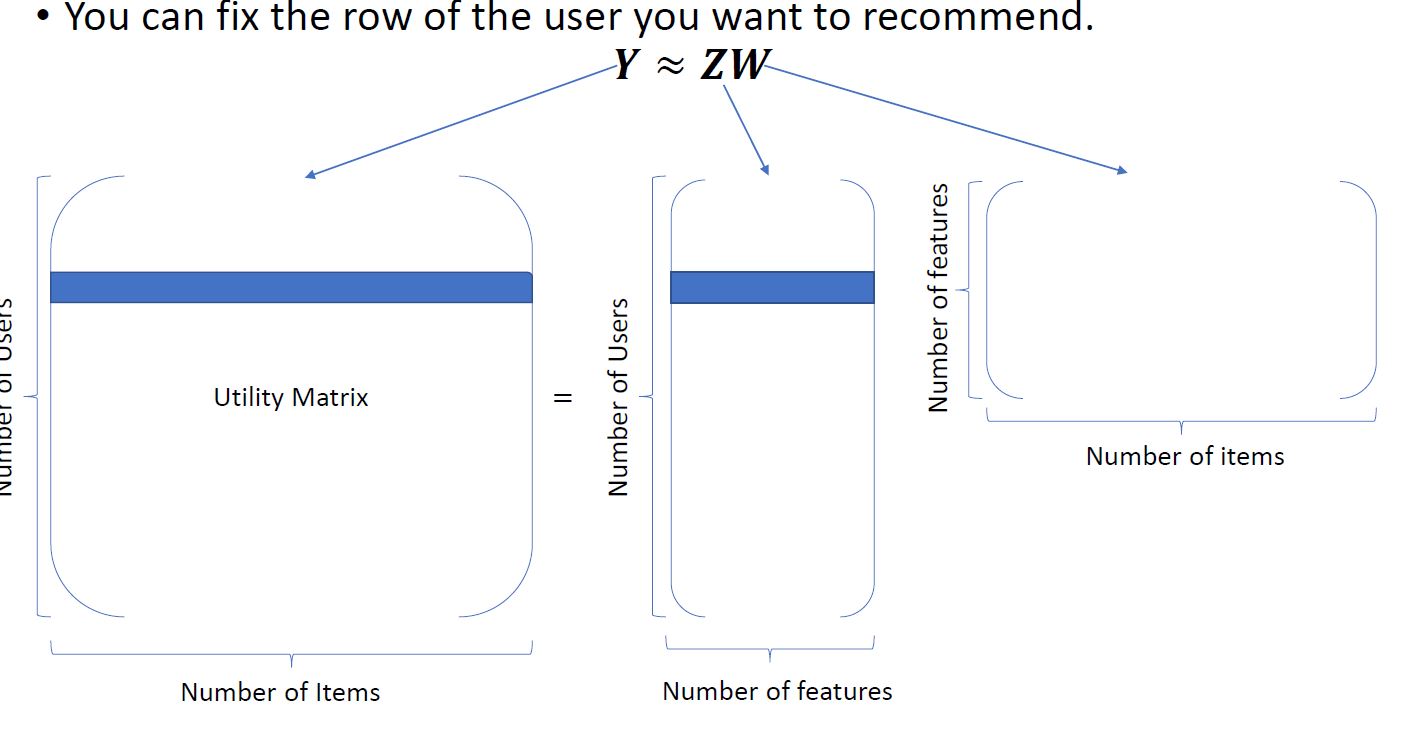 • You can fix the row of the user you want to recommend.
Y ≈ ZW
Number of Users
Utility Matrix
Number of Items
=
Number of Users
Number of features
Number of features
Number of items